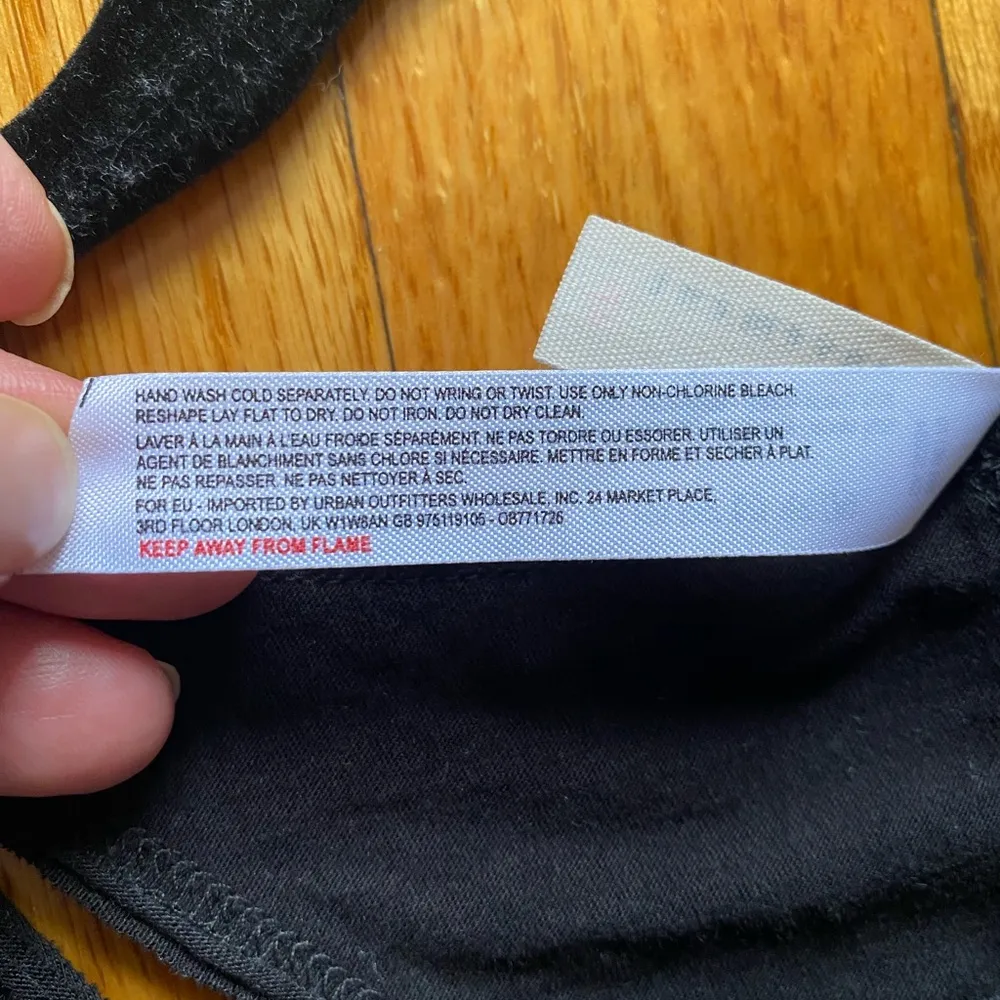 HAND WASH COLD SEPARATELY. DO NOT WRING OR TWIST. USE ONLY NON-CHLORINE BLEACH.
RESHAPE LAY FLAT TO DRY. DO NOT IRON. DO NOT DRY CLEAN.
LAVER À LA MAIN À L'EAU FROIDE SÉPARÉMENT. NE PAS TORDRE OU ESSORER. UTILISER UN
AGENT DE BLANCHIMENT SANS CHLORE SI NÉCESSAIRE. METTRE EN FORME ET SECHER À PLAT.
NE PAS REPASSER. NE PAS NETTOYER À SEC.
FOR EU - IMPORTED BY URBAN OUTFITTERS WHOLESALE, INC. 24 MARKET PLACE,
3RD FLOOR LONDON, UK W1W8AN GB 975119105 - OB771726
KEEP AWAY FROM FLAME